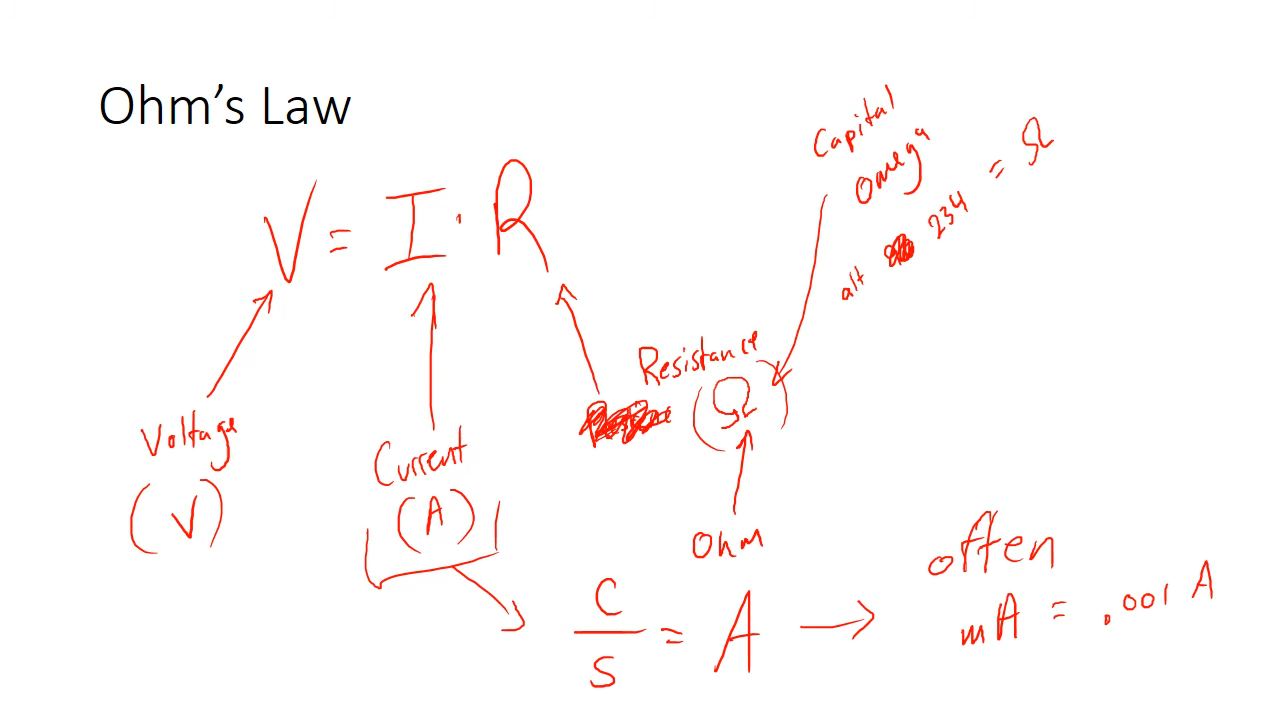 Ohm's Law
Capital
Omega
alt 234 = Ω
V = I · R
Resistance
(Ω)
Voltage
(V)
Current
(A)
Ohm
C
s
= A
often
mA = .001 A